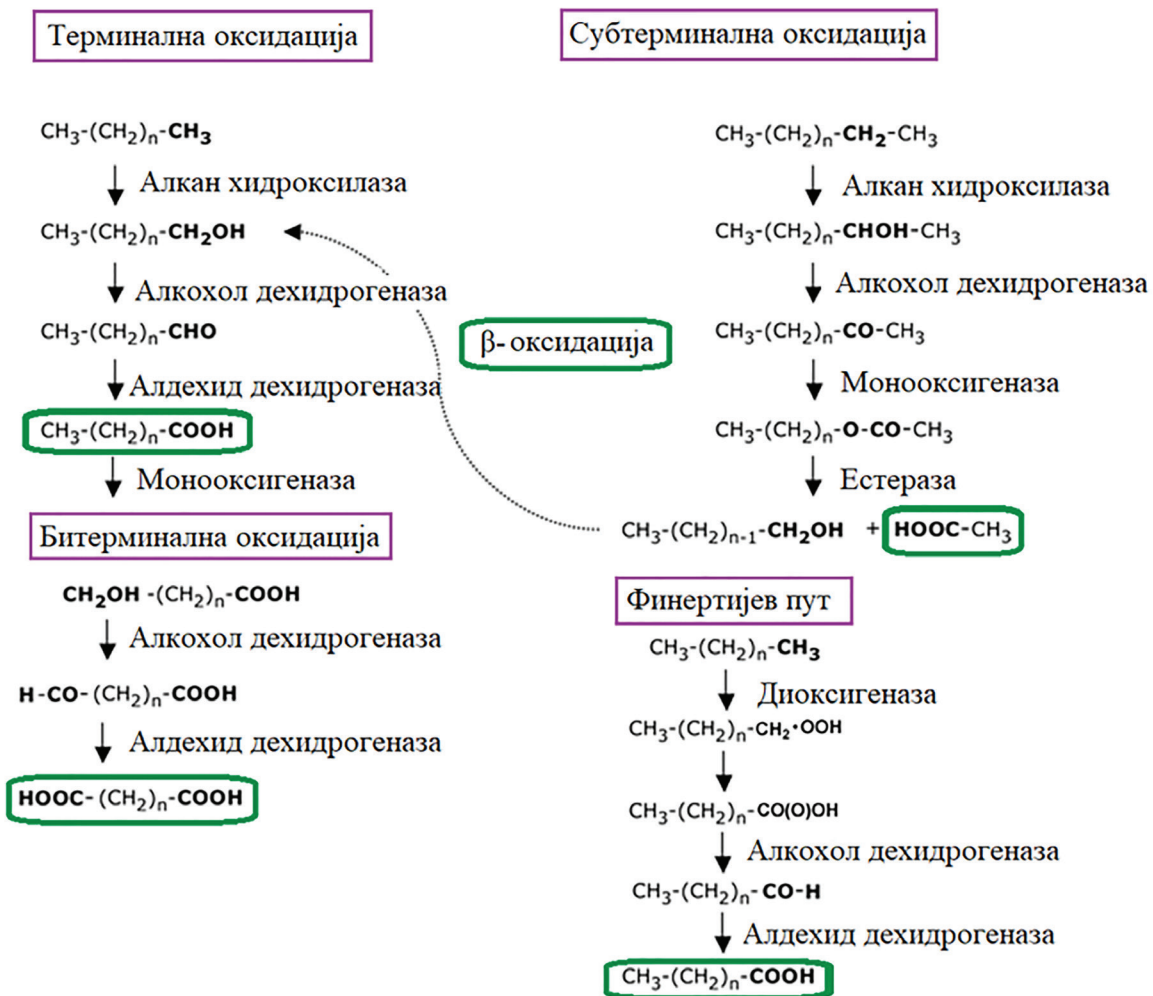 Терминална оксидација
CH₃-(CH₂)ₙ-CH₃
Алкан хидроксилаза
CH₃-(CH₂)ₙ-CH₂OH
Алкохол дехидрогеназа
CH₃-(CH₂)ₙ-CHO
Алдехид дехидрогеназа
CH₃-(CH₂)ₙ-COOH
Монооксигеназа
Битерминална оксидација
CH₂OH -(CH₂)ₙ-COOH
Алкохол дехидрогеназа
H-CO-(CH₂)ₙ-COOH
Алдехид дехидрогеназа
HOOC-(CH₂)ₙ-COOH
β-оксидација
Субтерминална оксидација
CH₃-(CH₂)ₙ-CH₂-CH₃
Алкан хидроксилаза
CH₃-(CH₂)ₙ-CHOH-CH₃
Алкохол дехидрогеназа
CH₃-(CH₂)ₙ-CO-CH₃
Монооксигеназа
CH₃-(CH₂)ₙ-O-CO-CH₃
Естераза
CH₃-(CH₂)ₙ₋₁-CH₂OH + HOOC-CH₃
Финертијев пут
CH₃-(CH₂)ₙ-CH₃
Диоксигеназа
CH₃-(CH₂)ₙ-CH₂•OOH
CH₃-(CH₂)ₙ-CO(O)OH
Алкохол дехидрогеназа
CH₃-(CH₂)ₙ-CO-H
Алдехид дехидрогеназа
CH₃-(CH₂)ₙ-COOH